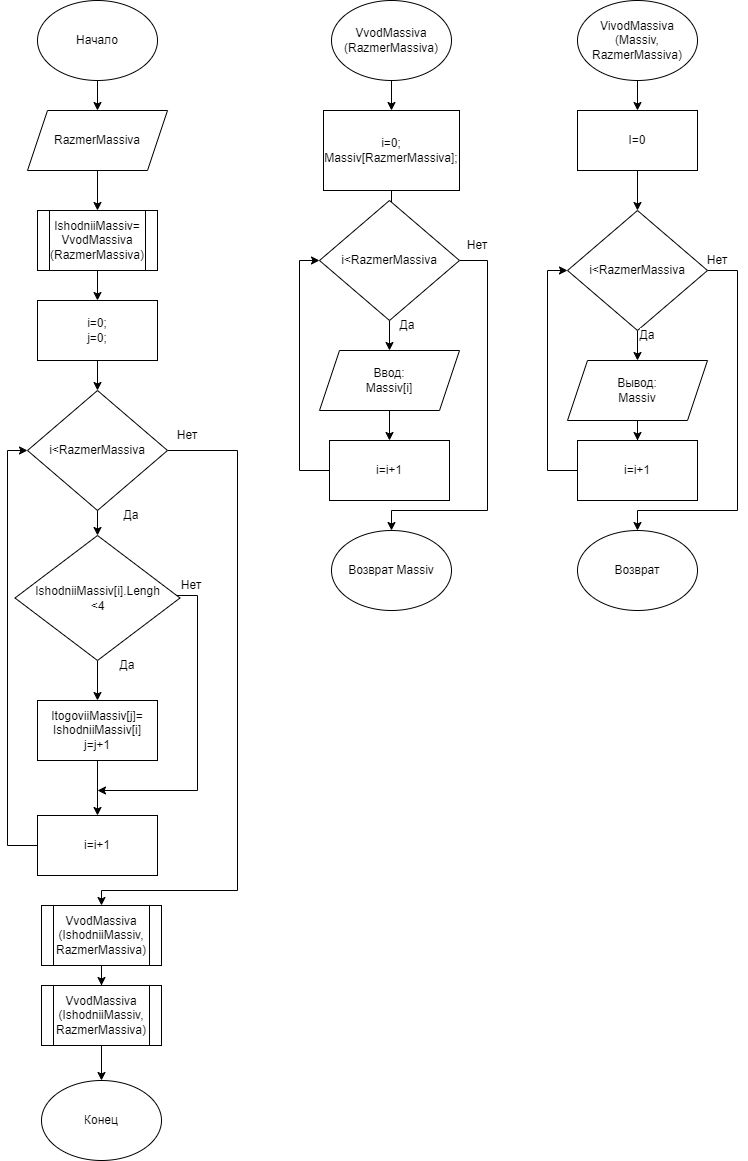 Начало
RazmerMassiva
IshodniiMassiv=
VvodMassiva
(RazmerMassiva)
i=0;
j=0;
i<RazmerMassiva
Нет
Да
IshodniiMassiv[i].Lengh
<4
Нет
Да
ItogoviiMassiv[j]=
IshodniiMassiv[i]
j=j+1
i=i+1
VvodMassiva
(IshodniiMassiv,
RazmerMassiva)
VvodMassiva
(IshodniiMassiv,
RazmerMassiva)
Конец
VvodMassiva
(RazmerMassiva)
i=0;
Massiv[RazmerMassiva];
i<RazmerMassiva
Нет
Да
Ввод:
Massiv[i]
i=i+1
Возврат Massiv
VivodMassiva
(Massiv,
RazmerMassiva)
I=0
i<RazmerMassiva
Нет
Да
Вывод:
Massiv
i=i+1
Возврат